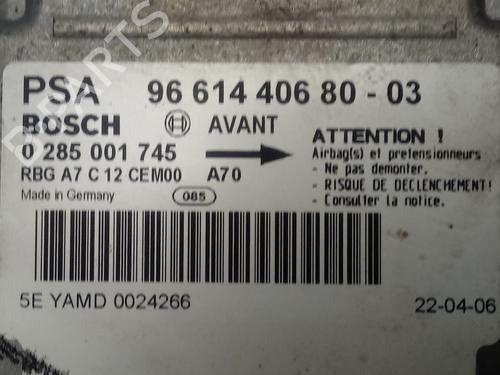 PSA 96 614 406 80 - 03
BOSCH AVANT
0 285 001 745
RBG A7 C 12 CEM00 A70
Made in Germany 085
ATTENTION !
Airbag(s) et pretensionneurs
- Ne pas demonter.
- RISQUE DE DECLENCHEMENT!
- Consulter la notice.
5E YAMD 0024266
22-04-06